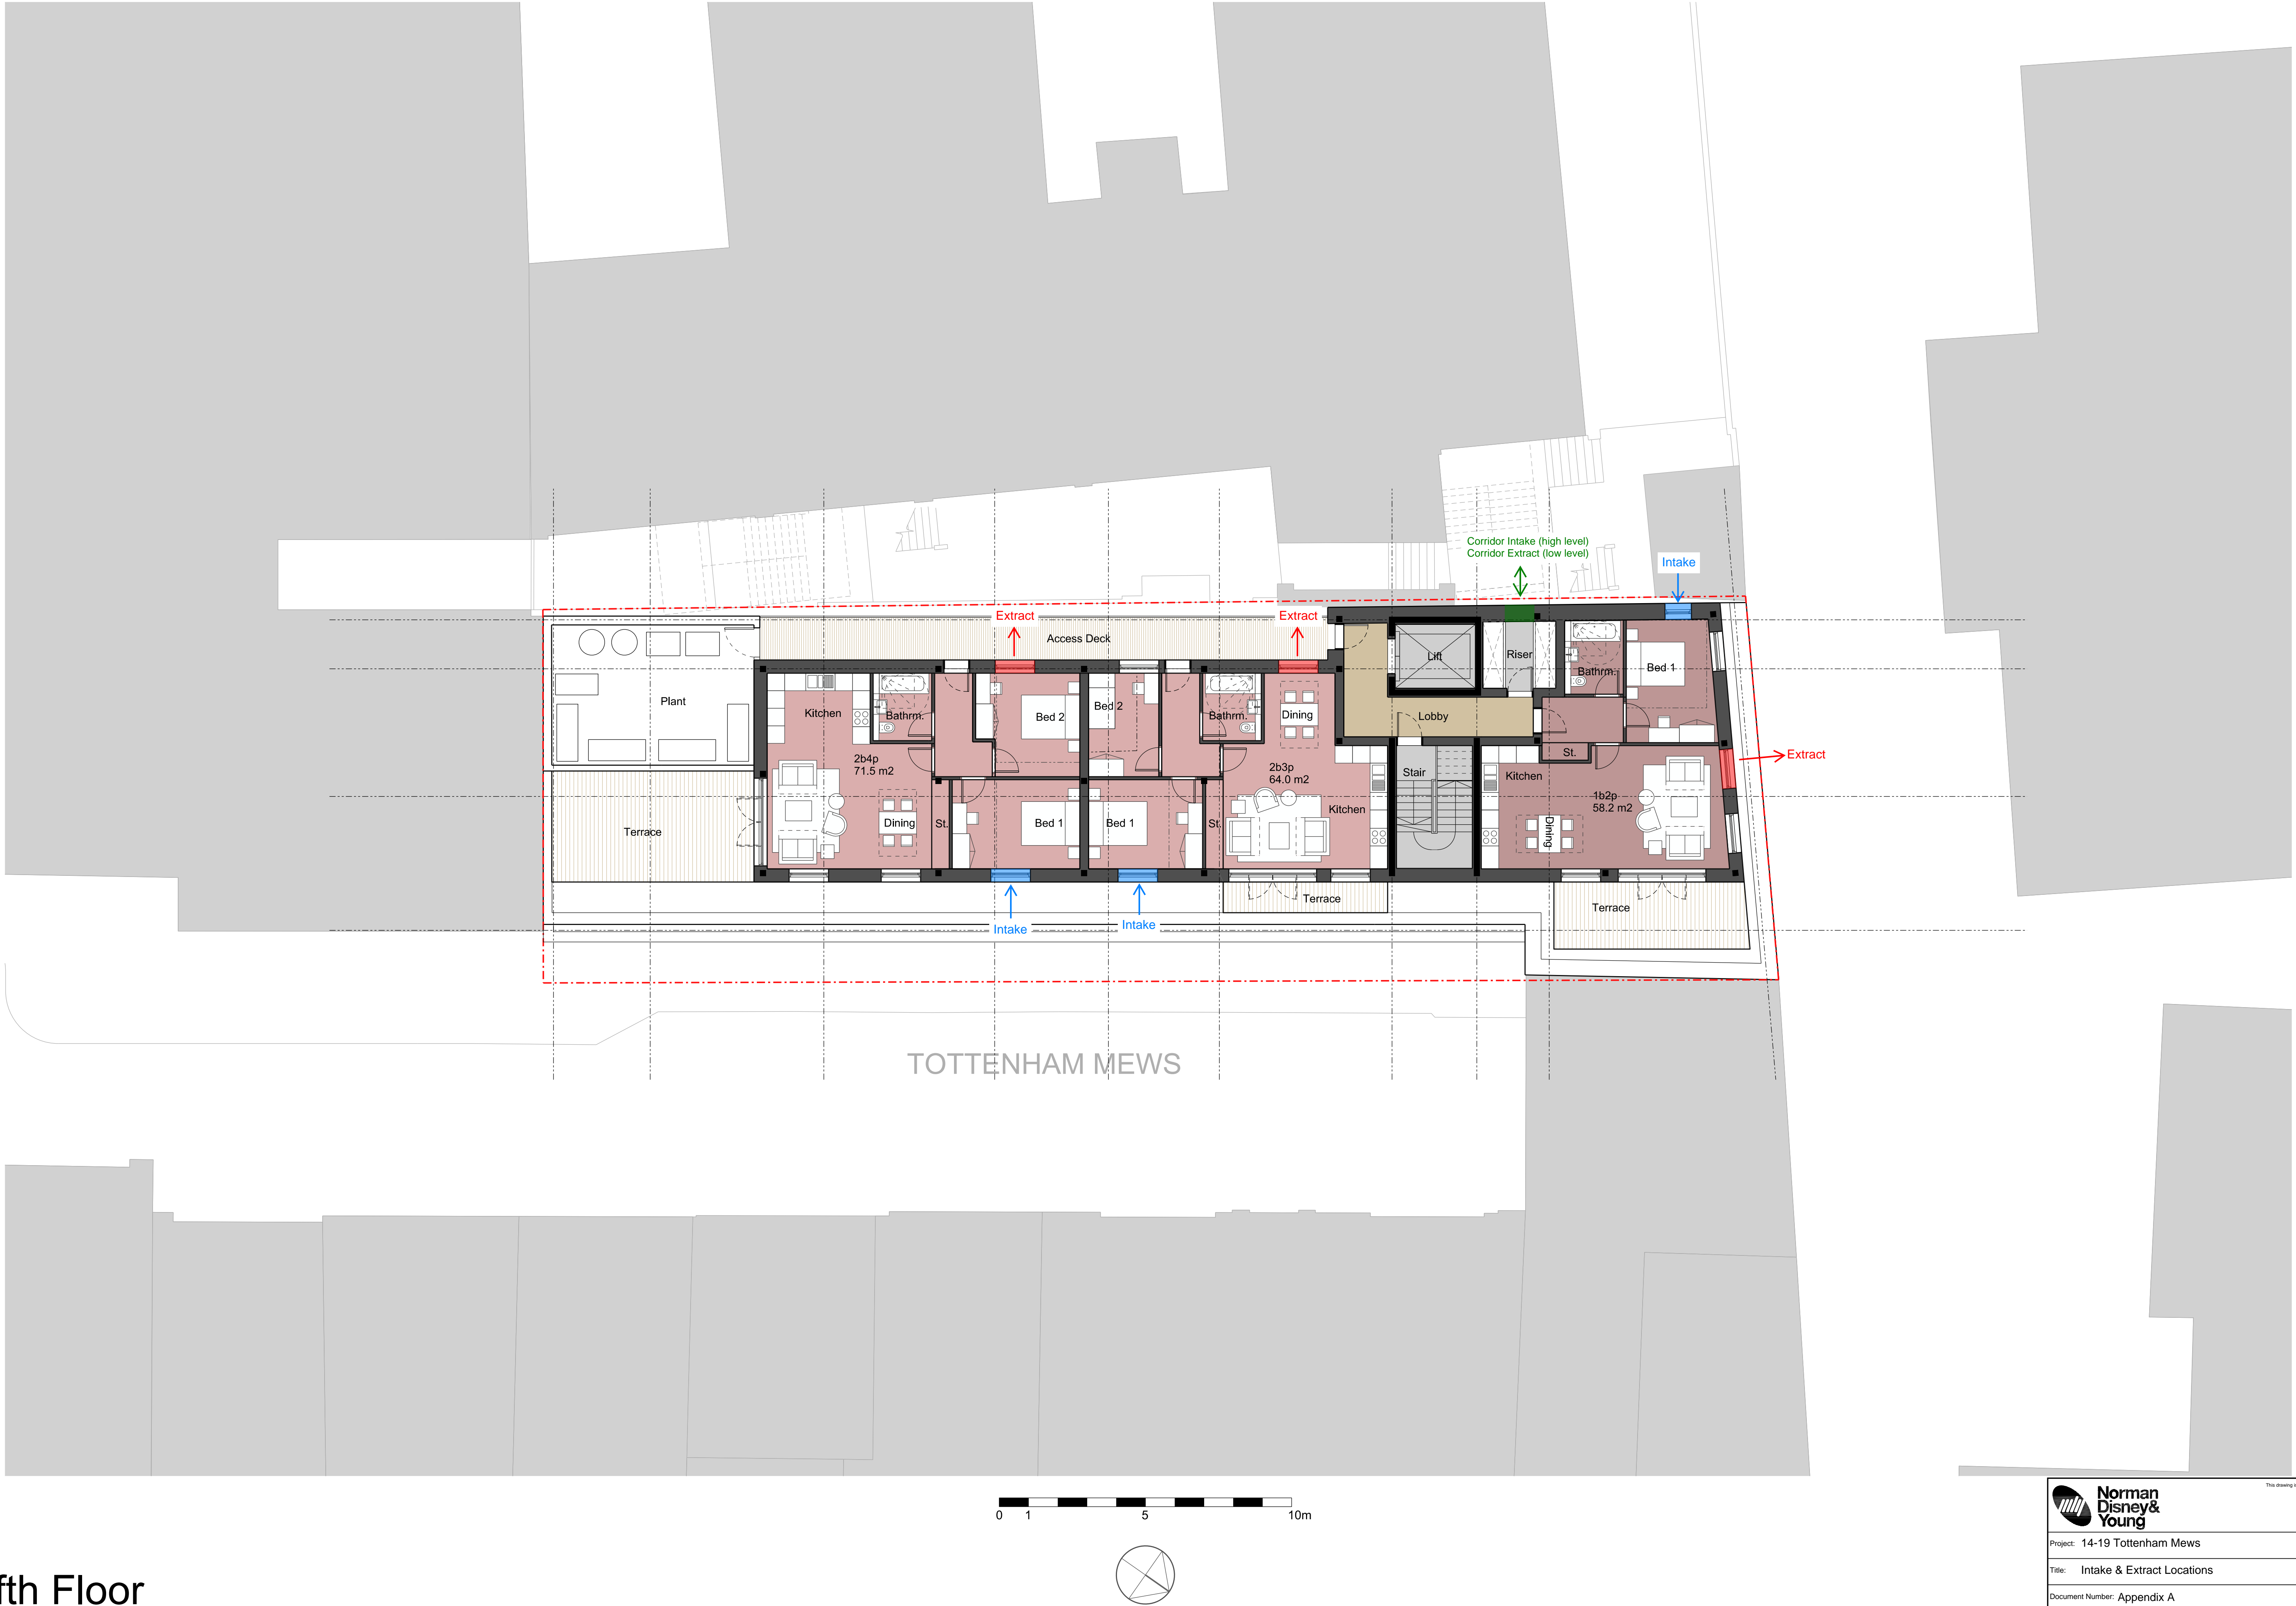 Corridor Intake (high level)
Corridor Extract (low level)
Intake
Extract
Extract
Access Deck
Lift
Riser
Bathrm.
Bed 1
Plant
Kitchen
Bathrm.
Bed 2
Bed 2
Bathrm.
Dining
Lobby
2b4p
71.5 m2
2b3p
64.0 m2
Stair
St.
Kitchen
Extract
1b2p
58.2 m2
Terrace
Dining
St.
Bed 1
Bed 1
St.
Kitchen
Dining
Terrace
Terrace
Intake
Intake
TOTTENHAM MEWS
0 1 5 10m
Norman
Disney&
Young
This drawing is
Project: 14-19 Tottenham Mews
Title: Intake & Extract Locations
Document Number: Appendix A
fth Floor